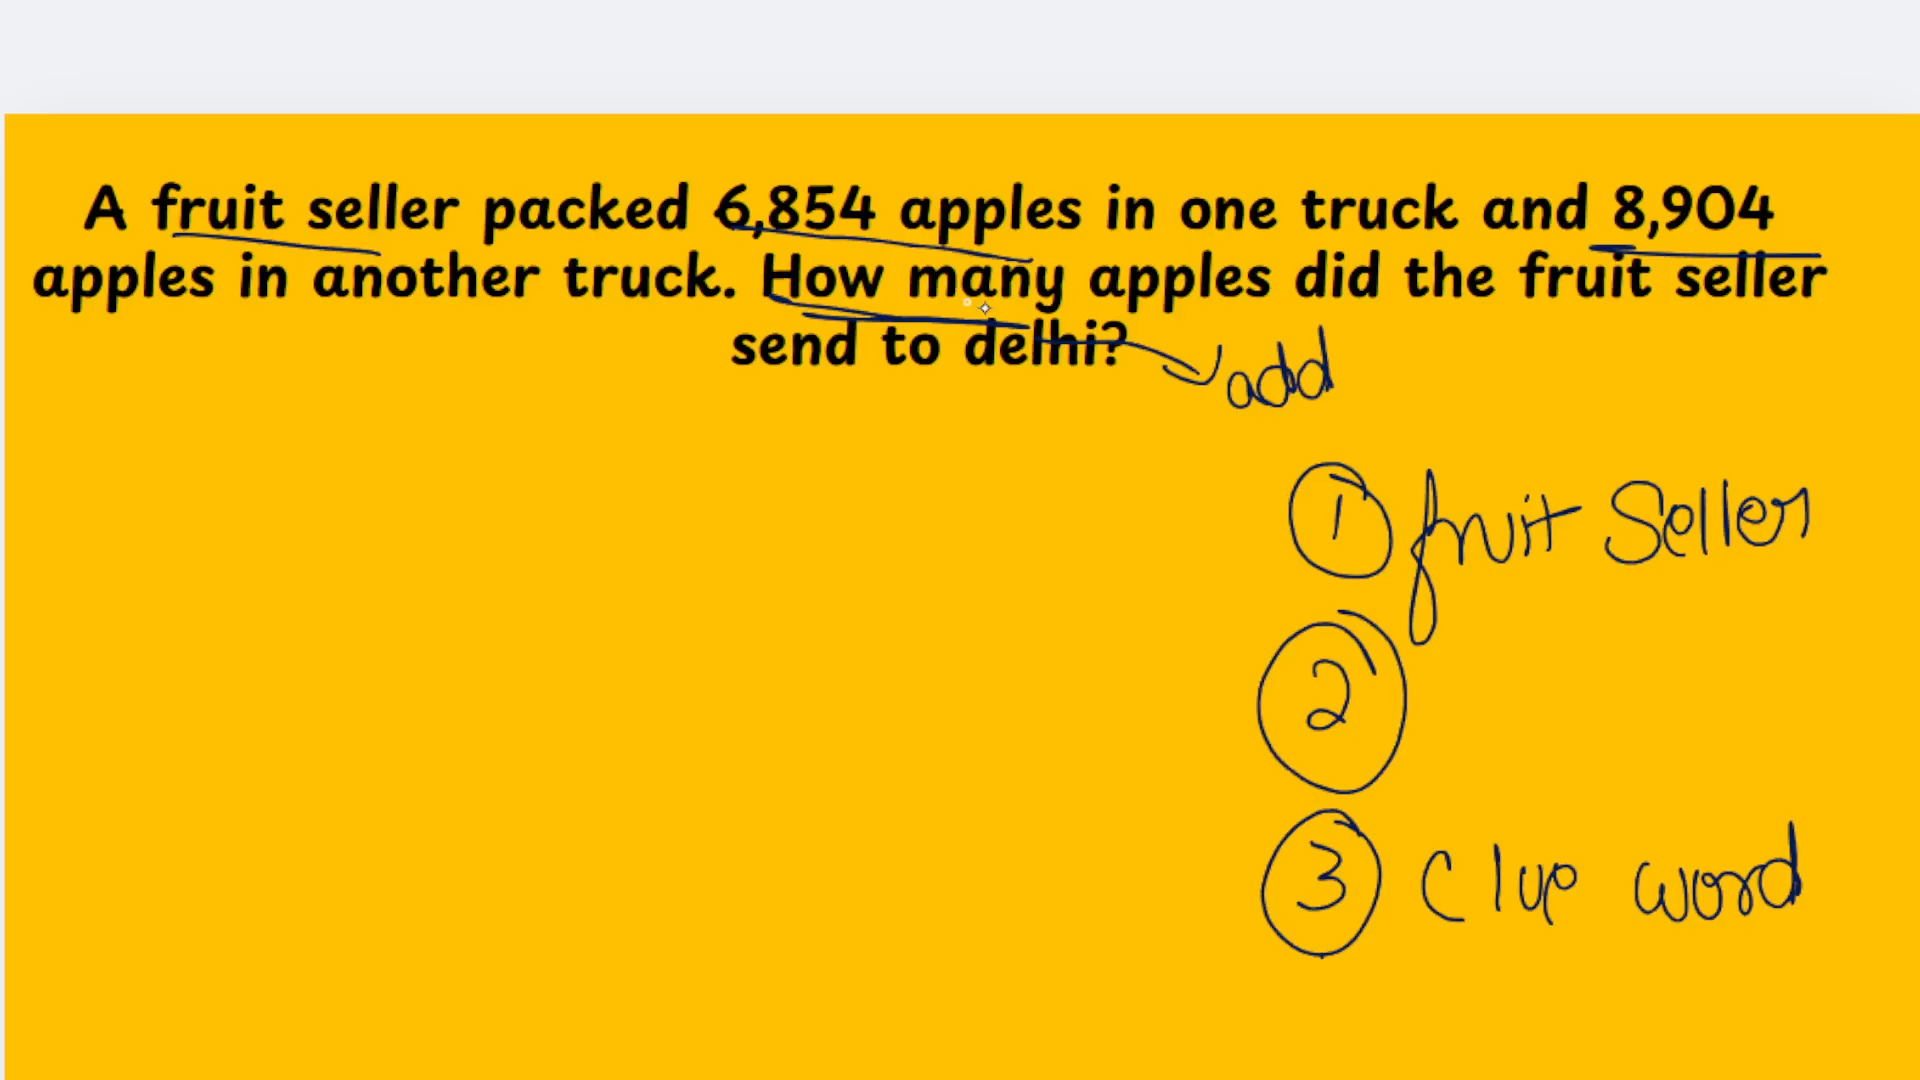 A fruit seller packed 6,854 apples in one truck and 8,904
apples in another truck. How many apples did the fruit seller
send to delhi?
add
1 fruit Seller
2
3 Clue word